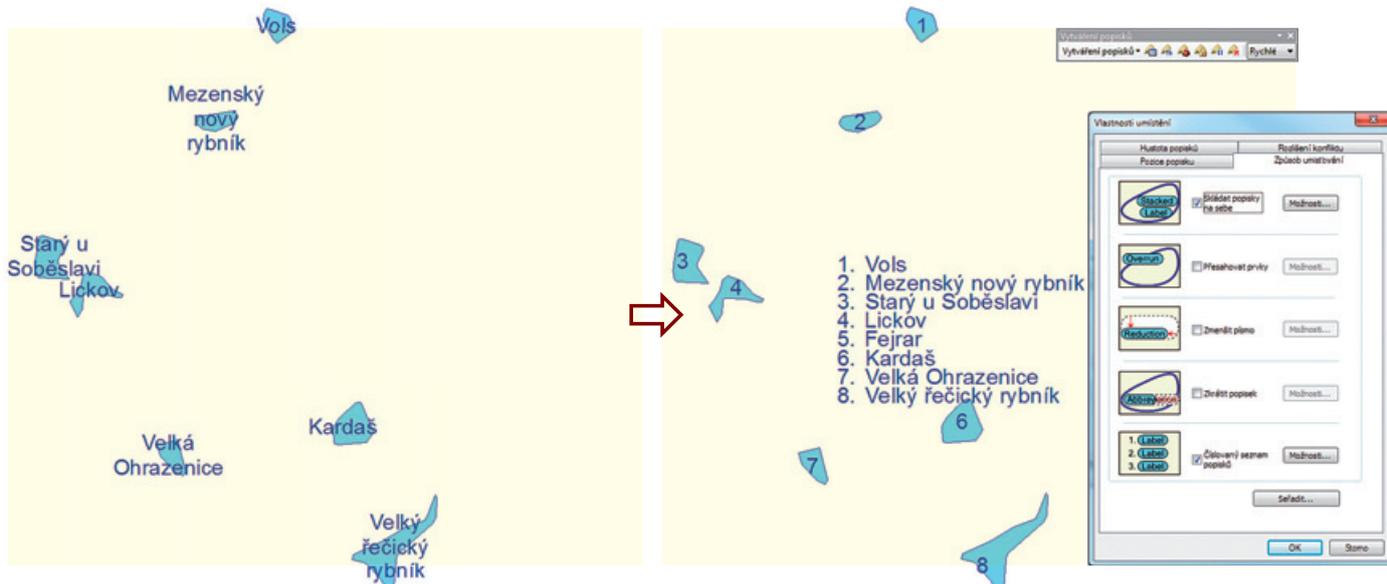 Vols
Mezenský
nový
rybník
Starý u
Soběslavi
Lickov
Kardaš
Velká
Ohrazenice
Velký
řečický
rybník
1
2
3
4
6
7
8
1. Vols
2. Mezenský nový rybník
3. Starý u Soběslavi
4. Lickov
5. Fejrar
6. Kardaš
7. Velká Ohrazenice
8. Velký řečický rybník
Vytváření popisků
Vytváření popisků Rychlé
Vlastnosti umístění
Hustota popisků Rozlišení konfliktu
Pozice popisku Způsob umisťování
Stacked
Label
Skládat popisky
na sebe
Možnosti...
Overrun
Přesahovat prvky
Možnosti...
Reduction
Zmenšit písmo
Možnosti...
Zkrátit popisek
Možnosti...
1. Label
2. Label
3. Label
Číslovaný seznam
popisků
Možnosti...
Seřadit...
OK Storno